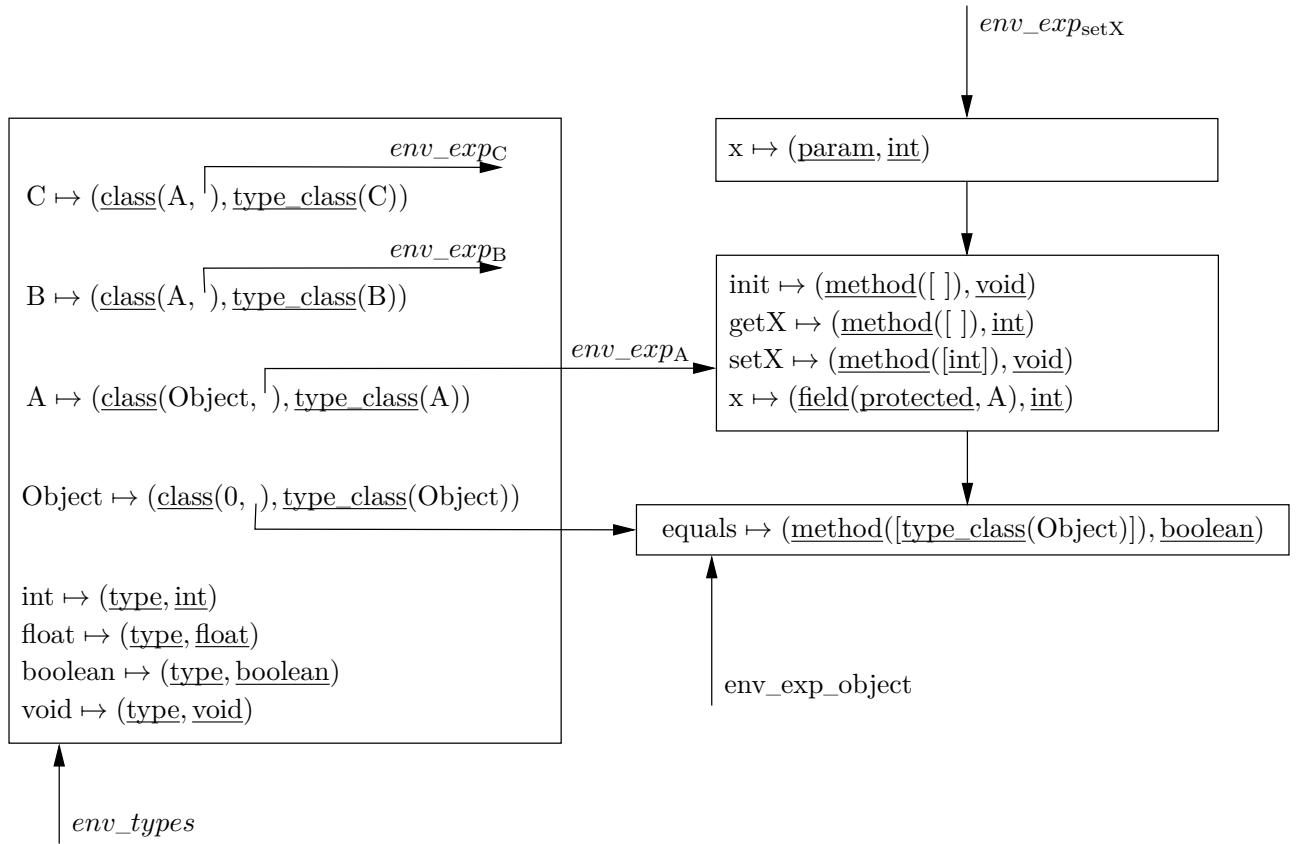 env_exp_setX
x ↦ (param, int)
env_exp_C
C ↦ (class(A, ), type_class(C))
env_exp_B
B ↦ (class(A, ), type_class(B))
env_exp_A
A ↦ (class(Object, ), type_class(A))
Object ↦ (class(0, ), type_class(Object))
int ↦ (type, int)
float ↦ (type, float)
boolean ↦ (type, boolean)
void ↦ (type, void)
env_types
init ↦ (method([ ]), void)
getX ↦ (method([ ]), int)
setX ↦ (method([int]), void)
x ↦ (field(protected, A), int)
equals ↦ (method([type_class(Object)]), boolean)
env_exp_object